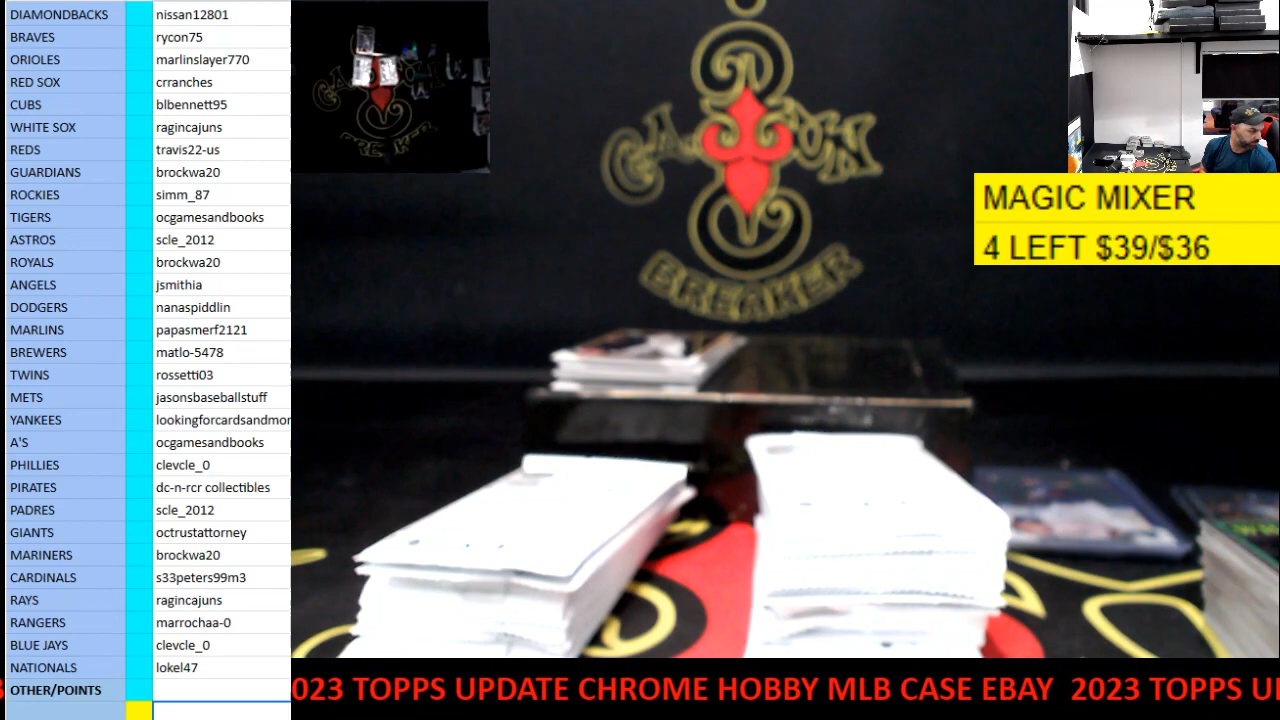 DIAMONDBACKS nissan12801
BRAVES rycon75
ORIOLES marlinslayer770
RED SOX crranches
CUBS blbennett95
WHITE SOX ragincajuns
REDS travis22-us
GUARDIANS brockwa20
ROCKIES simm_87
TIGERS ocgamesandbooks
ASTROS scle_2012
ROYALS brockwa20
ANGELS jsmithia
DODGERS nanaspiddlin
MARLINS papasmerf2121
BREWERS matlo-5478
TWINS rossetti03
METS jasonsbaseballstuff
YANKEES lookingforcardsandmor
A'S ocgamesandbooks
PHILLIES clevcle_0
PIRATES dc-n-rcr collectibles
PADRES scle_2012
GIANTS octrustattorney
MARINERS brockwa20
CARDINALS s33peters99m3
RAYS ragincajuns
RANGERS marrochaa-0
BLUE JAYS clevcle_0
NATIONALS lokel47
OTHER/POINTS
BREAKER
MAGIC MIXER
4 LEFT $39/$36
023 TOPPS UPDATE CHROME HOBBY MLB CASE EBAY 2023 TOPPS U